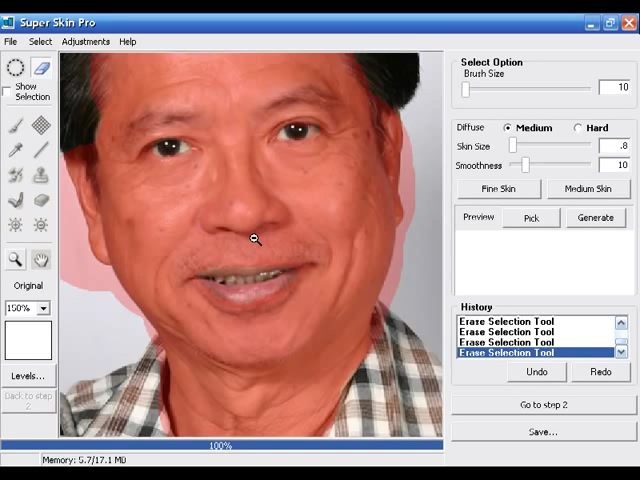 Super Skin Pro
File Select Adjustments Help
Show
Selection
Original
150%
Levels...
Back to step
2
Select Option
Brush Size
10
Diffuse Medium Hard
Skin Size .8
Smoothness 10
Fine Skin Medium Skin
Preview Pick Generate
History
Erase Selection Tool
Erase Selection Tool
Erase Selection Tool
Erase Selection Tool
Undo Redo
Go to step 2
Save...
100%
Memory: 5.7/17.1 MB